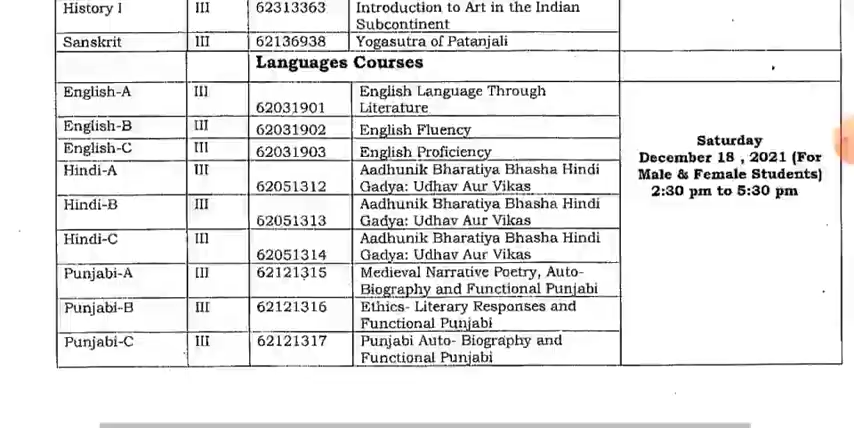 History I III 62313363 Introduction to Art in the Indian
Subcontinent
Sanskrit III 62136938 Yogasutra of Patanjali
Languages Courses
English-A III 62031901 English Language Through
Literature
English-B III 62031902 English Fluency
English-C III 62031903 English Proficiency
Hindi-A III 62051312 Aadhunik Bharatiya Bhasha Hindi
Gadya: Udhav Aur Vikas
Hindi-B III 62051313 Aadhunik Bharatiya Bhasha Hindi
Gadya: Udhav Aur Vikas
Hindi-C III 62051314 Aadhunik Bharatiya Bhasha Hindi
Gadya: Udhav Aur Vikas
Punjabi-A III 62121315 Medieval Narrative Poetry, Auto-
Biography and Functional Punjabi
Punjabi-B III 62121316 Ethics- Literary Responses and
Functional Punjabi
Punjabi-C III 62121317 Punjabi Auto- Biography and
Functional Punjabi
Saturday
December 18 , 2021 (For
Male & Female Students)
2:30 pm to 5:30 pm